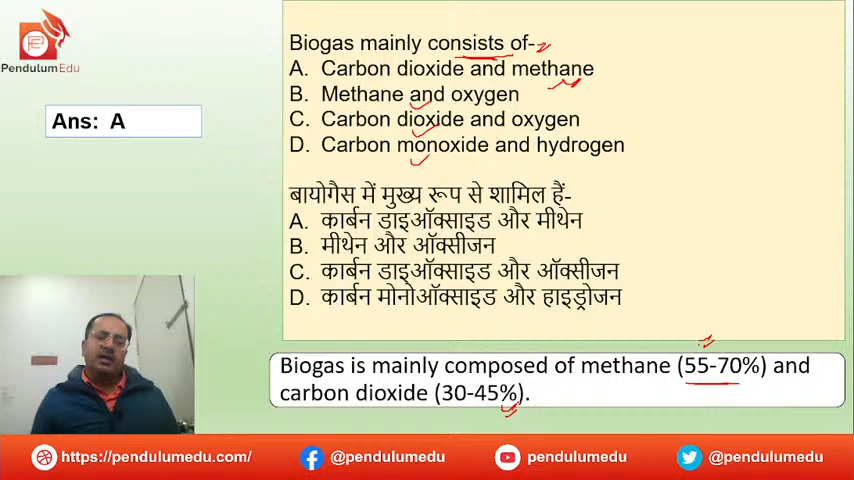 PendulumEdu
Ans: A
Biogas mainly consists of-
A. Carbon dioxide and methane
B. Methane and oxygen
C. Carbon dioxide and oxygen
D. Carbon monoxide and hydrogen
बायोगैस में मुख्य रूप से शामिल हैं-
A. कार्बन डाइऑक्साइड और मीथेन
B. मीथेन और ऑक्सीजन
C. कार्बन डाइऑक्साइड और ऑक्सीजन
D. कार्बन मोनोऑक्साइड और हाइड्रोजन
Biogas is mainly composed of methane (55-70%) and
carbon dioxide (30-45%).
https://pendulumedu.com/ @pendulumedu pendulumedu @pendulumedu